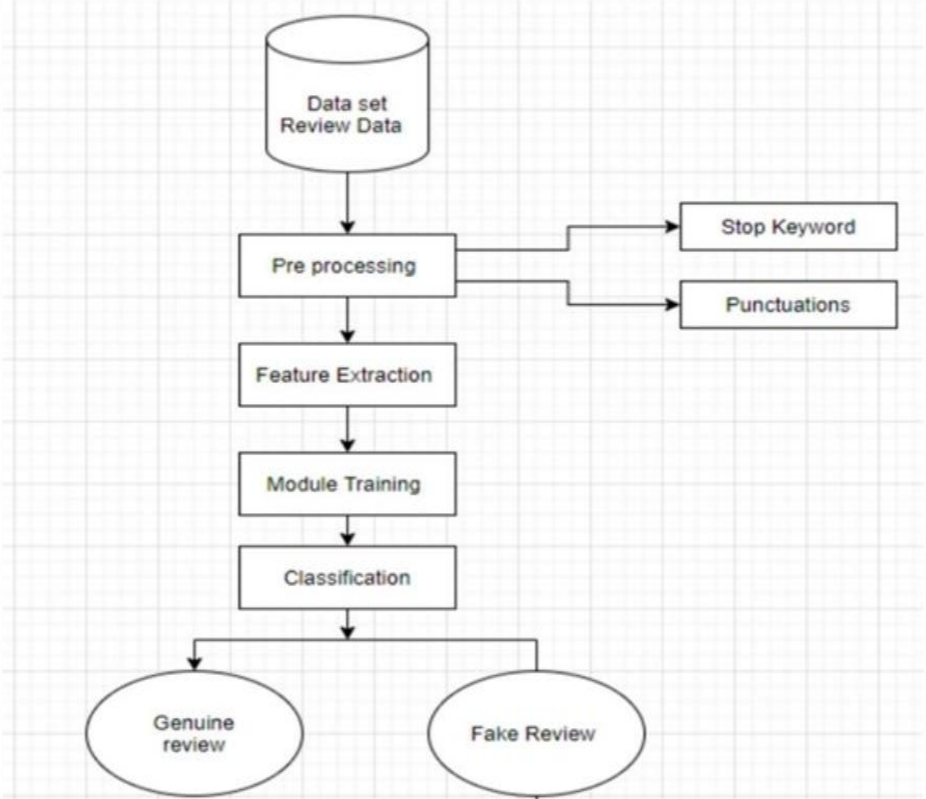 Data set
Review Data
Stop Keyword
Pre processing
Punctuations
Feature Extraction
Module Training
Classification
Genuine
review
Fake Review